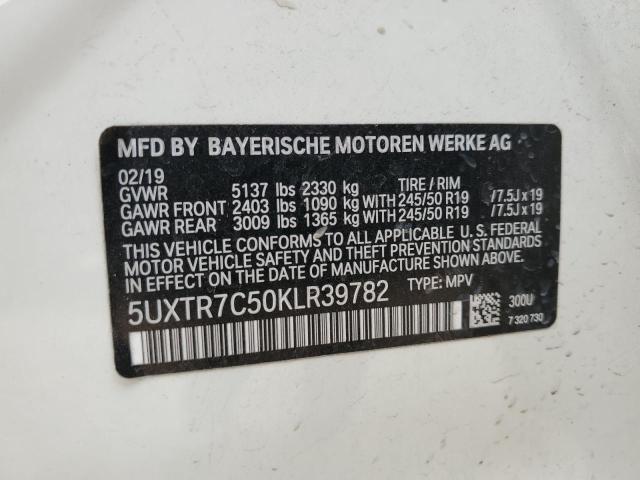 MFD BY BAYERISCHE MOTOREN WERKE AG
02/19
GVWR 5137 lbs 2330 kg TIRE / RIM
GAWR FRONT 2403 lbs 1090 kg WITH 245/50 R19 /7.5J x 19
GAWR REAR 3009 lbs 1365 kg WITH 245/50 R19 /7.5J x 19
THIS VEHICLE CONFORMS TO ALL APPLICABLE U.S. FEDERAL
MOTOR VEHICLE SAFETY AND THEFT PREVENTION STANDARDS
IN EFFECT ON THE DATE OF MANUFACTURE SHOWN ABOVE.
5UXTR7C50KLR39782 TYPE: MPV
300U
7 320 730